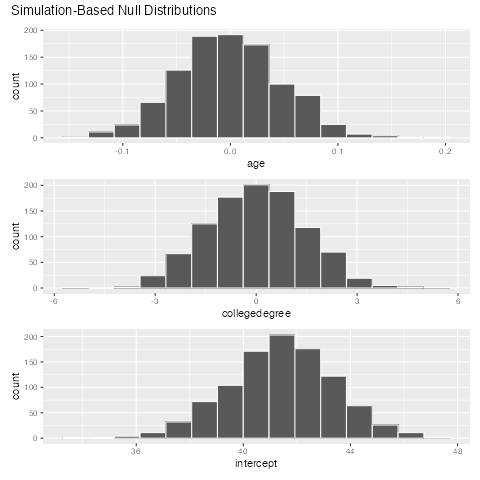 Simulation-Based Null Distributions
200
150
100
50
0
count
-0.1 0.0 0.1 0.2
age
200
150
100
50
0
count
-6 -3 0 3 6
collegedegree
200
150
100
50
0
count
36 40 44 48
intercept